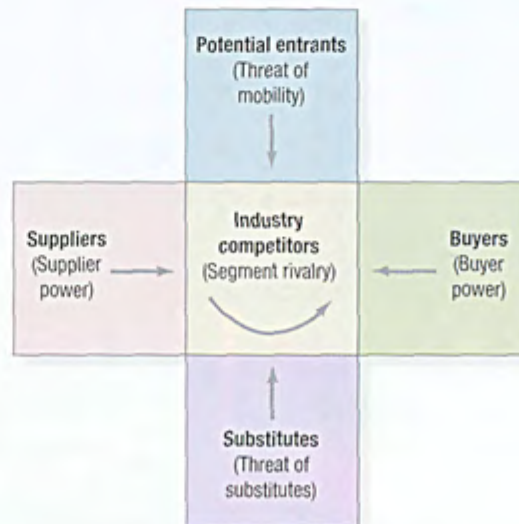 Potential entrants
(Threat of
mobility)
Suppliers
(Supplier
power)
Industry
competitors
(Segment rivalry)
Buyers
(Buyer
power)
Substitutes
(Threat of
substitutes)